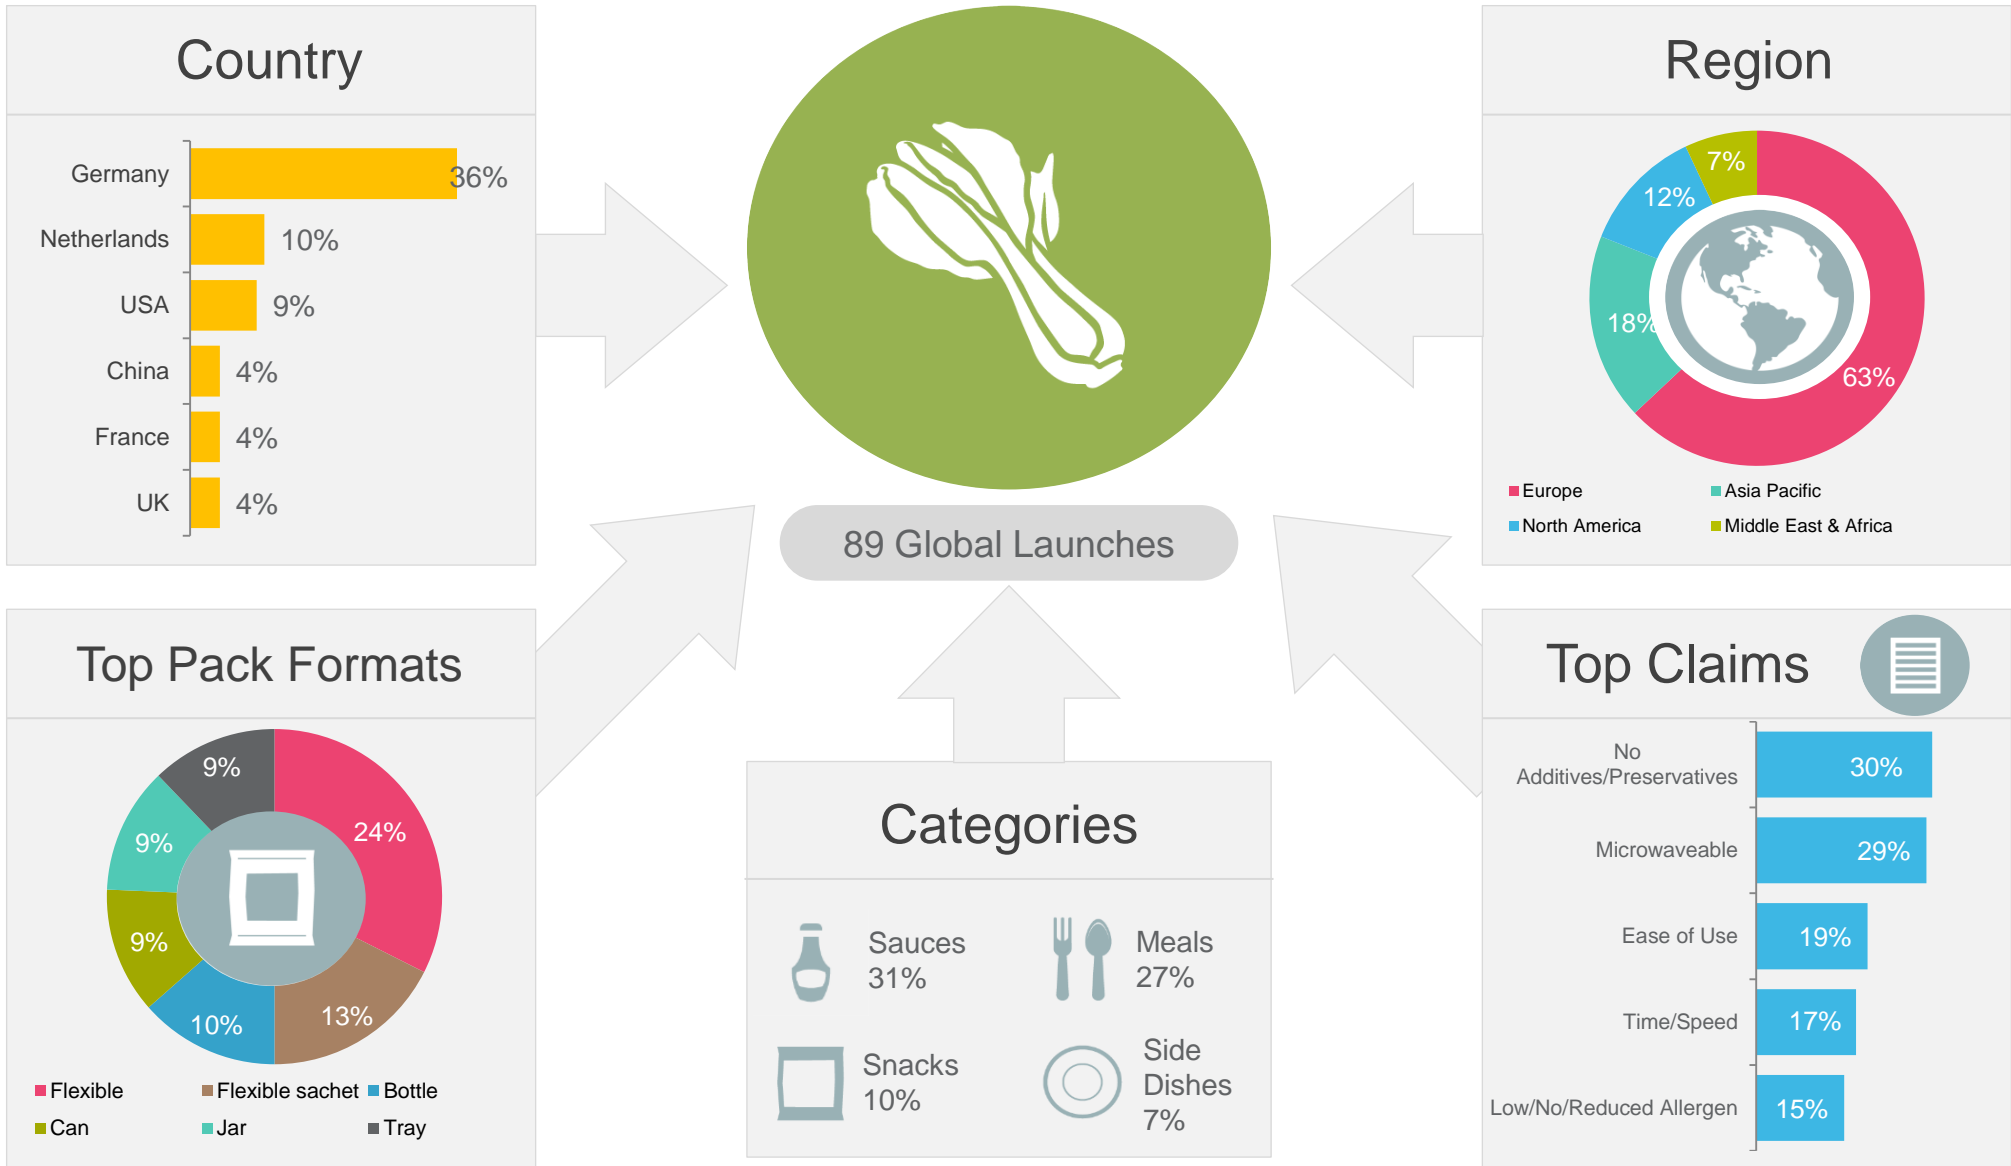 Country
Germany
36%
Netherlands
10%
USA
9%
China
4%
France
4%
UK
4%
89 Global Launches
Region
7%
12%
18%
63%
Europe
Asia Pacific
North America
Middle East & Africa
Top Pack Formats
9%
24%
9%
9%
10%
13%
Flexible
Flexible sachet
Bottle
Can
Jar
Tray
Categories
Sauces
31%
Meals
27%
Snacks
10%
Side
Dishes
7%
Top Claims
No
Additives/Preservatives
30%
Microwaveable
29%
Ease of Use
19%
Time/Speed
17%
Low/No/Reduced Allergen
15%